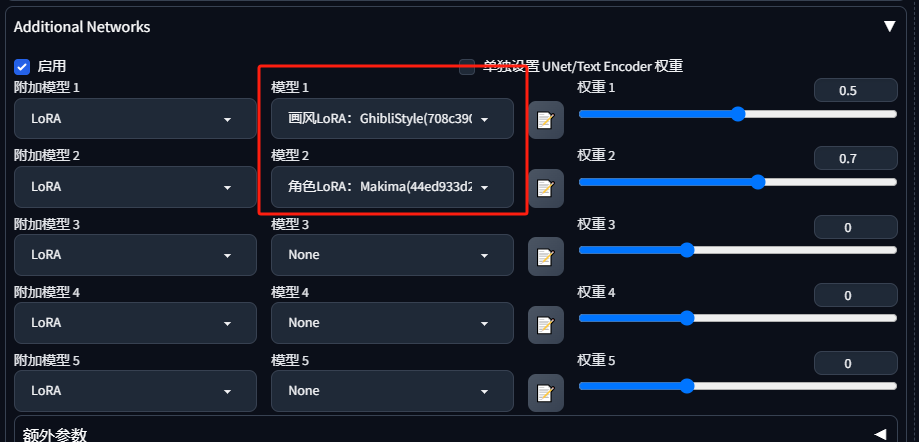 Additional Networks ▼
启用 单独设置 UNet/Text Encoder 权重
附加模型 1 模型 1 权重 1 0.5
LoRA 画风LoRA：GhibliStyle(708c390
附加模型 2 模型 2 权重 2 0.7
LoRA 角色LoRA：Makima(44ed933d2
附加模型 3 模型 3 权重 3 0
LoRA None
附加模型 4 模型 4 权重 4 0
LoRA None
附加模型 5 模型 5 权重 5 0
LoRA None
额外参数 ◀